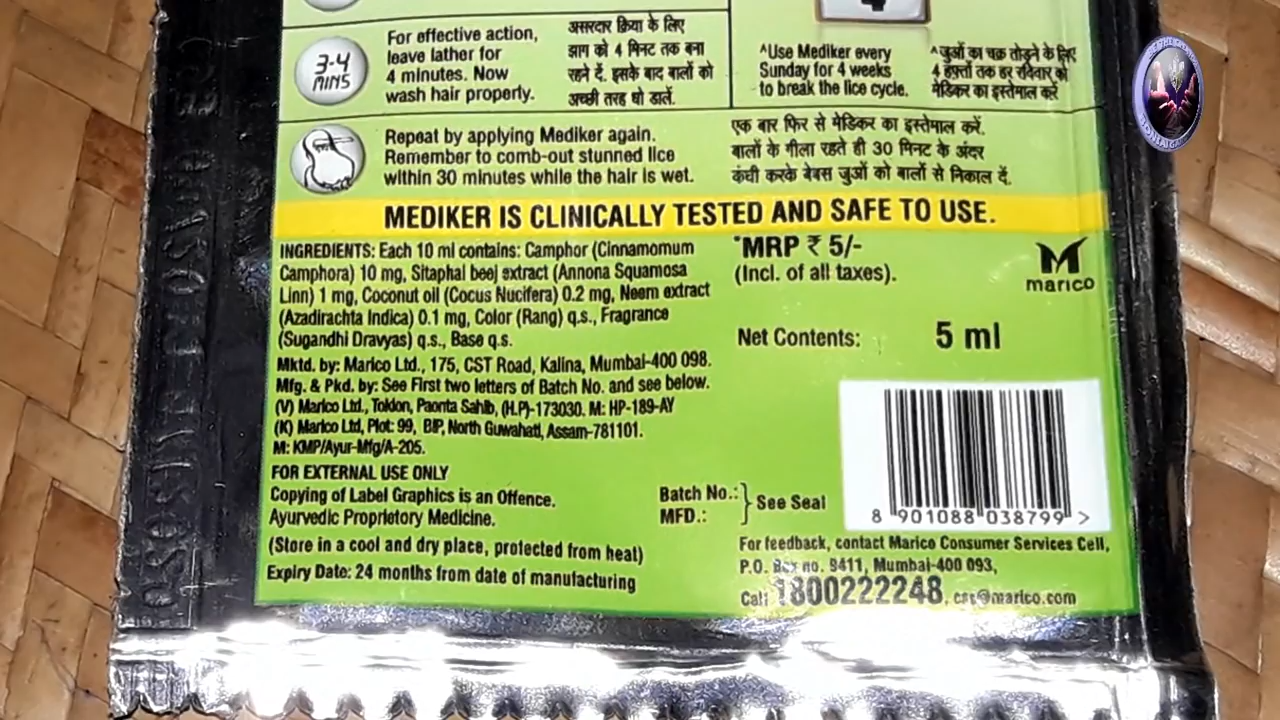 3-4
MINS
For effective action,
leave lather for
4 minutes. Now
wash hair properly.
असरदार क्रिया के लिए
झाग को 4 मिनट तक बना
रहने दें. इसके बाद बालों को
अच्छी तरह धो डालें.
^Use Mediker every
Sunday for 4 weeks
to break the lice cycle.
^जुओं का चक्र तोड़ने के लिए
4 हफ़्तों तक हर रविवार को
मेडिकर का इस्तेमाल करें
Repeat by applying Mediker again.
Remember to comb-out stunned lice
within 30 minutes while the hair is wet.
एक बार फिर से मेडिकर का इस्तेमाल करें.
बालों के गीला रहते ही 30 मिनट के अंदर
कंघी करके बेबस जुओं को बालों से निकाल दें.
MEDIKER IS CLINICALLY TESTED AND SAFE TO USE.
INGREDIENTS: Each 10 ml contains: Camphor (Cinnamomum
Camphora) 10 mg, Sitaphal beej extract (Annona Squamosa
Linn) 1 mg, Coconut oil (Cocus Nucifera) 0.2 mg, Neem extract
(Azadirachta Indica) 0.1 mg, Color (Rang) q.s., Fragrance
(Sugandhi Dravyas) q.s., Base q.s.
Mktd. by: Marico Ltd., 175, CST Road, Kalina, Mumbai-400 098.
Mfg. & Pkd. by: See First two letters of Batch No. and see below.
(V) Marico Ltd., Tokion, Paonta Sahib, (H.P)-173030. M: HP-189-AY
(K) Marico Ltd, Plot: 99, BIP, North Guwahati, Assam-781101.
M: KMP/Ayur-Mfg/A-205.
FOR EXTERNAL USE ONLY
Copying of Label Graphics is an Offence.
Ayurvedic Proprietory Medicine.
(Store in a cool and dry place, protected from heat)
Expiry Date: 24 months from date of manufacturing
*MRP ₹ 5/-
(Incl. of all taxes).
marico
Net Contents: 5 ml
8 901088 038799 >
Batch No.:
MFD.:
} See Seal
For feedback, contact Marico Consumer Services Cell,
P.O. Box no. 9411, Mumbai-400 093,
Call 1800222248, csc@marico.com